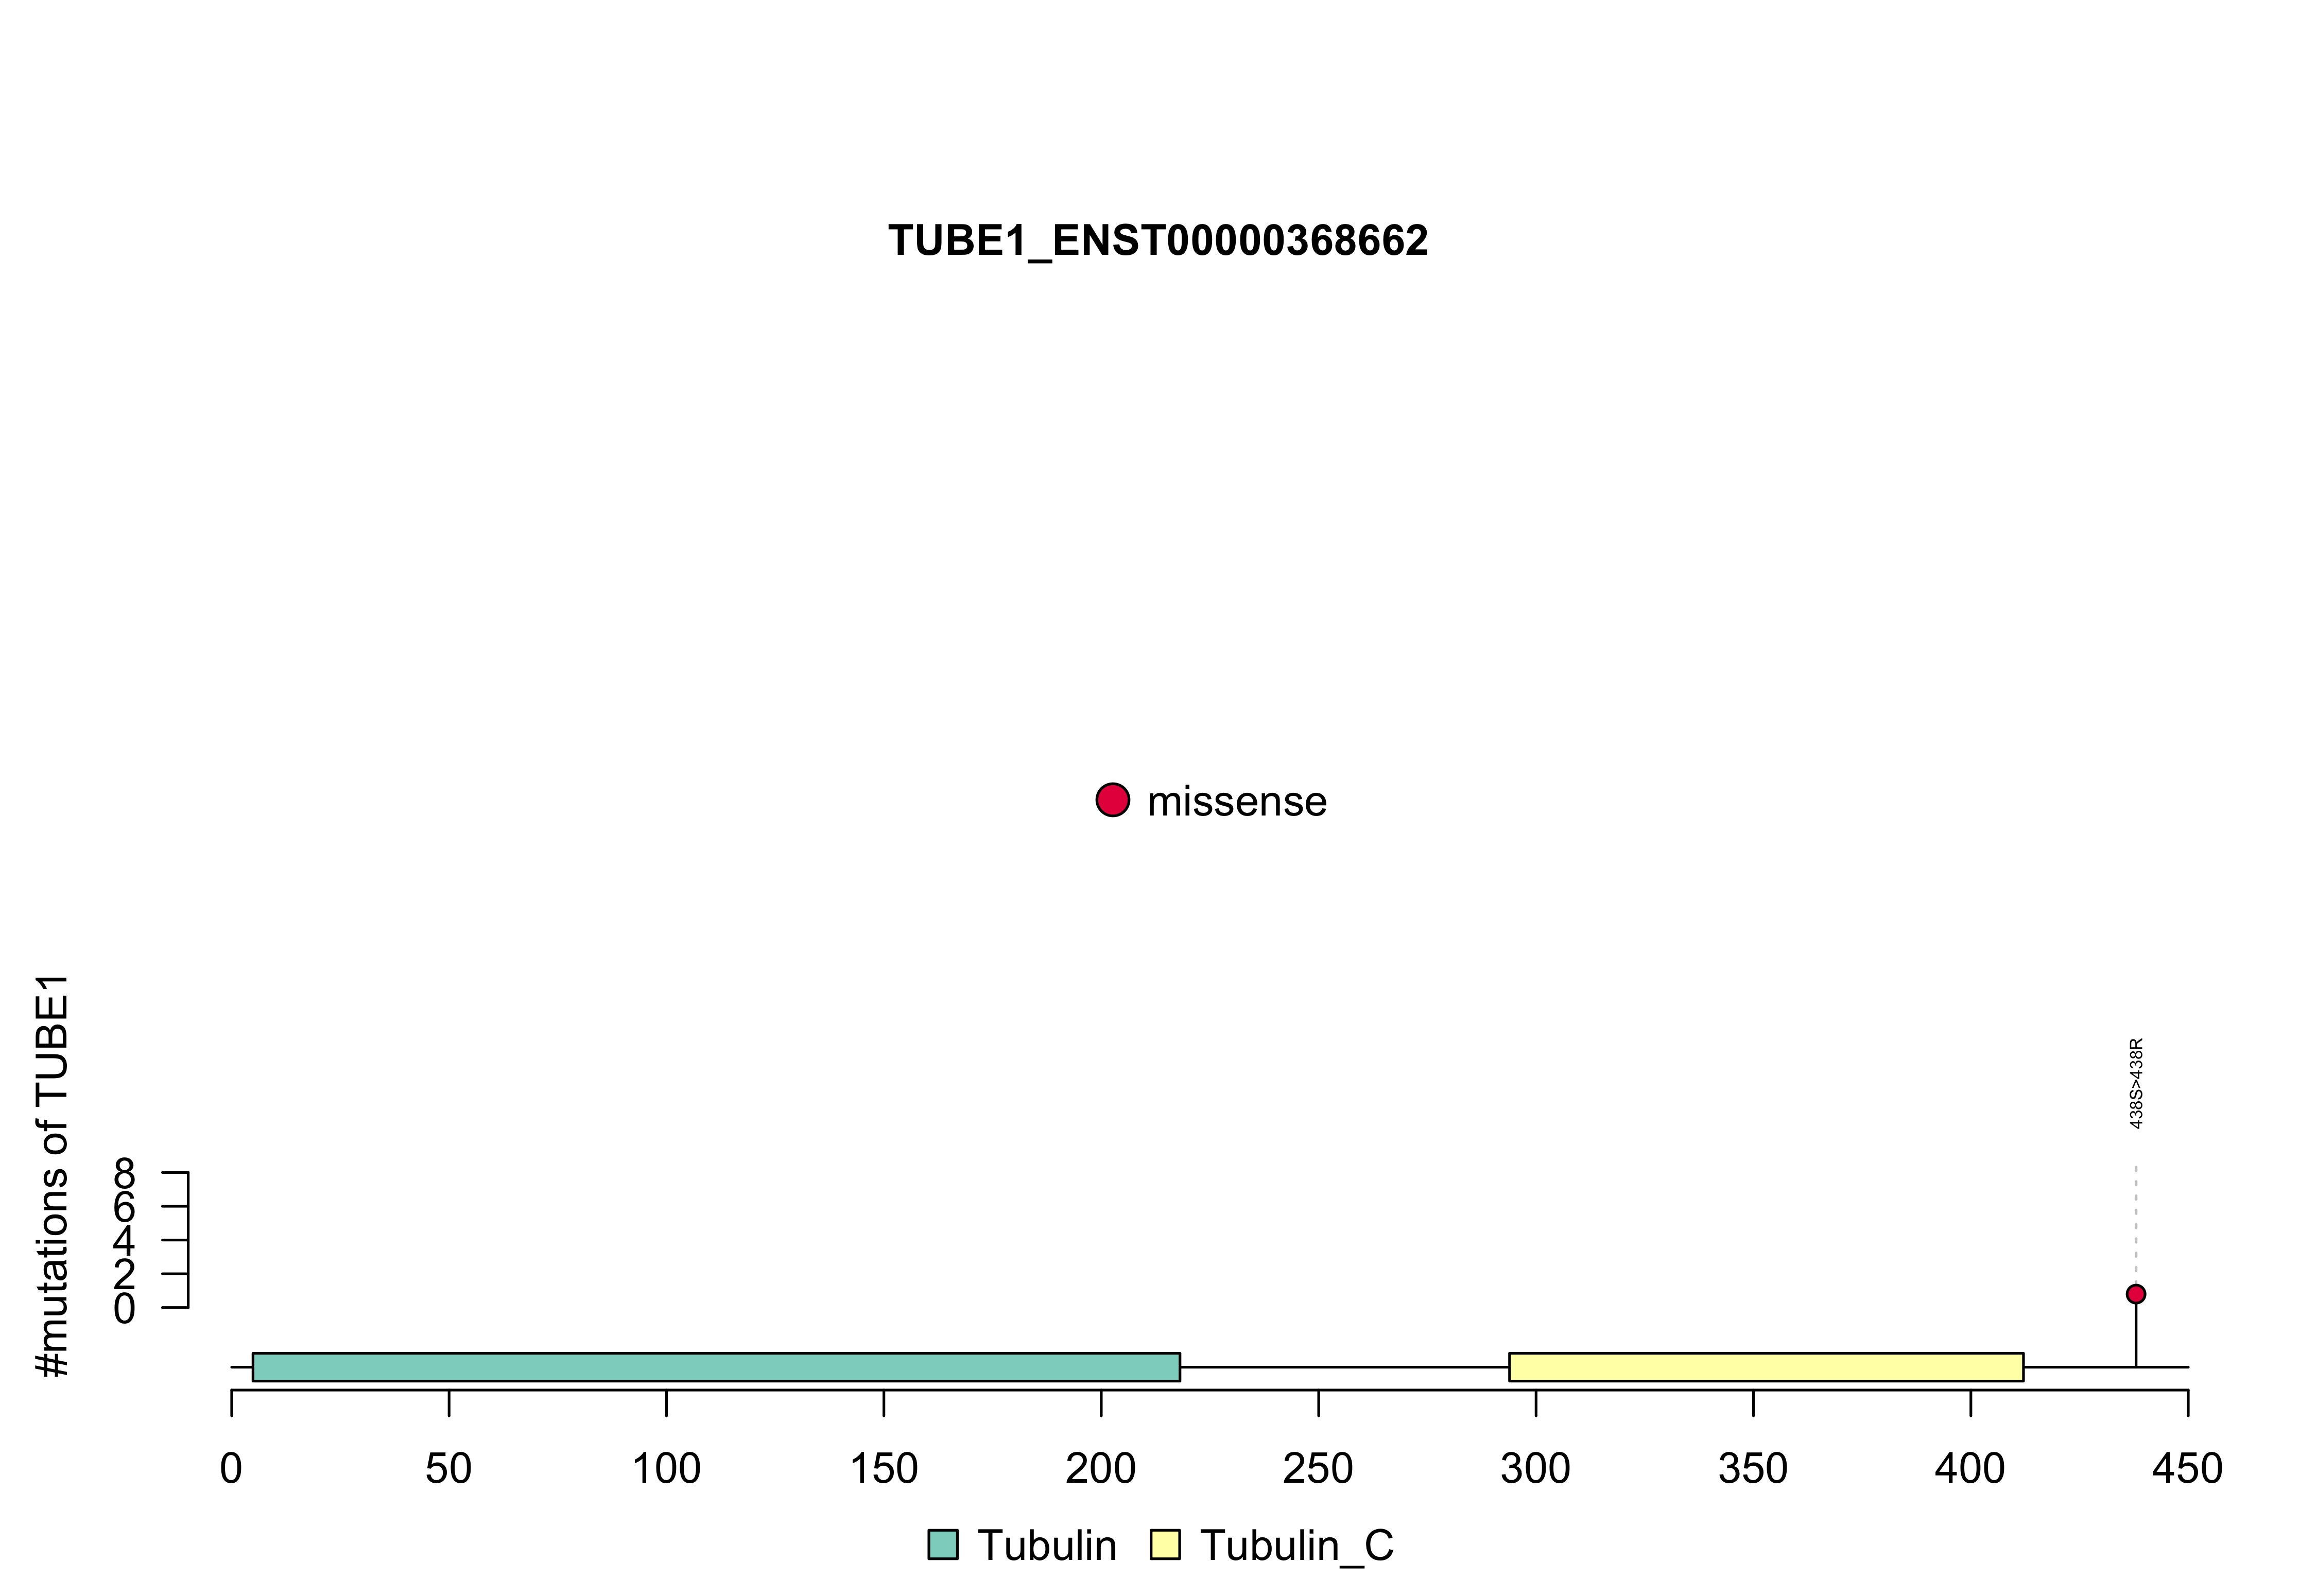 TUBE1_ENST00000368662
missense
#mutations of TUBE1
438S>438R
8
6
4
2
0
0 50 100 150 200 250 300 350 400 450
Tubulin Tubulin_C